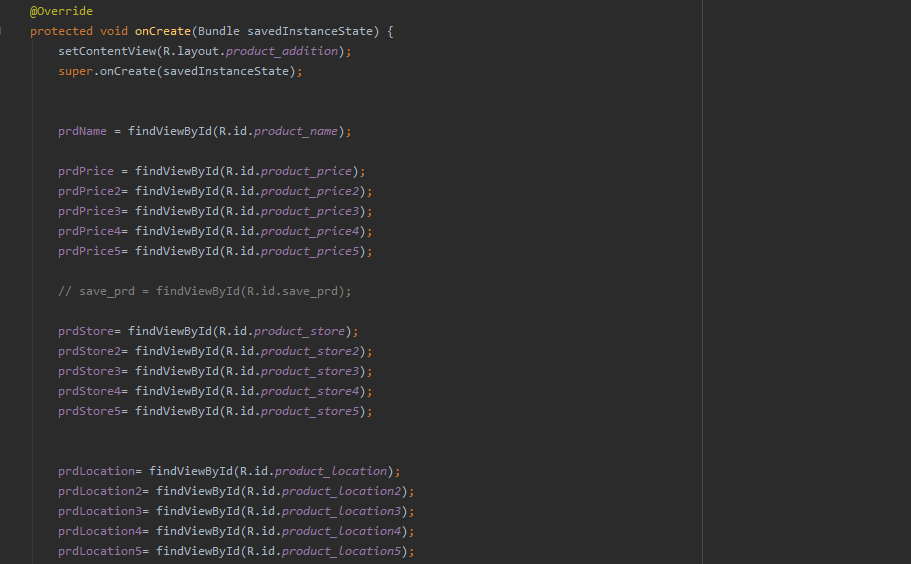 @Override
protected void onCreate(Bundle savedInstanceState) {
setContentView(R.layout.product_addition);
super.onCreate(savedInstanceState);
prdName = findViewById(R.id.product_name);
prdPrice = findViewById(R.id.product_price);
prdPrice2= findViewById(R.id.product_price2);
prdPrice3= findViewById(R.id.product_price3);
prdPrice4= findViewById(R.id.product_price4);
prdPrice5= findViewById(R.id.product_price5);
// save_prd = findViewById(R.id.save_prd);
prdStore= findViewById(R.id.product_store);
prdStore2= findViewById(R.id.product_store2);
prdStore3= findViewById(R.id.product_store3);
prdStore4= findViewById(R.id.product_store4);
prdStore5= findViewById(R.id.product_store5);
prdLocation= findViewById(R.id.product_location);
prdLocation2= findViewById(R.id.product_location2);
prdLocation3= findViewById(R.id.product_location3);
prdLocation4= findViewById(R.id.product_location4);
prdLocation5= findViewById(R.id.product_location5);